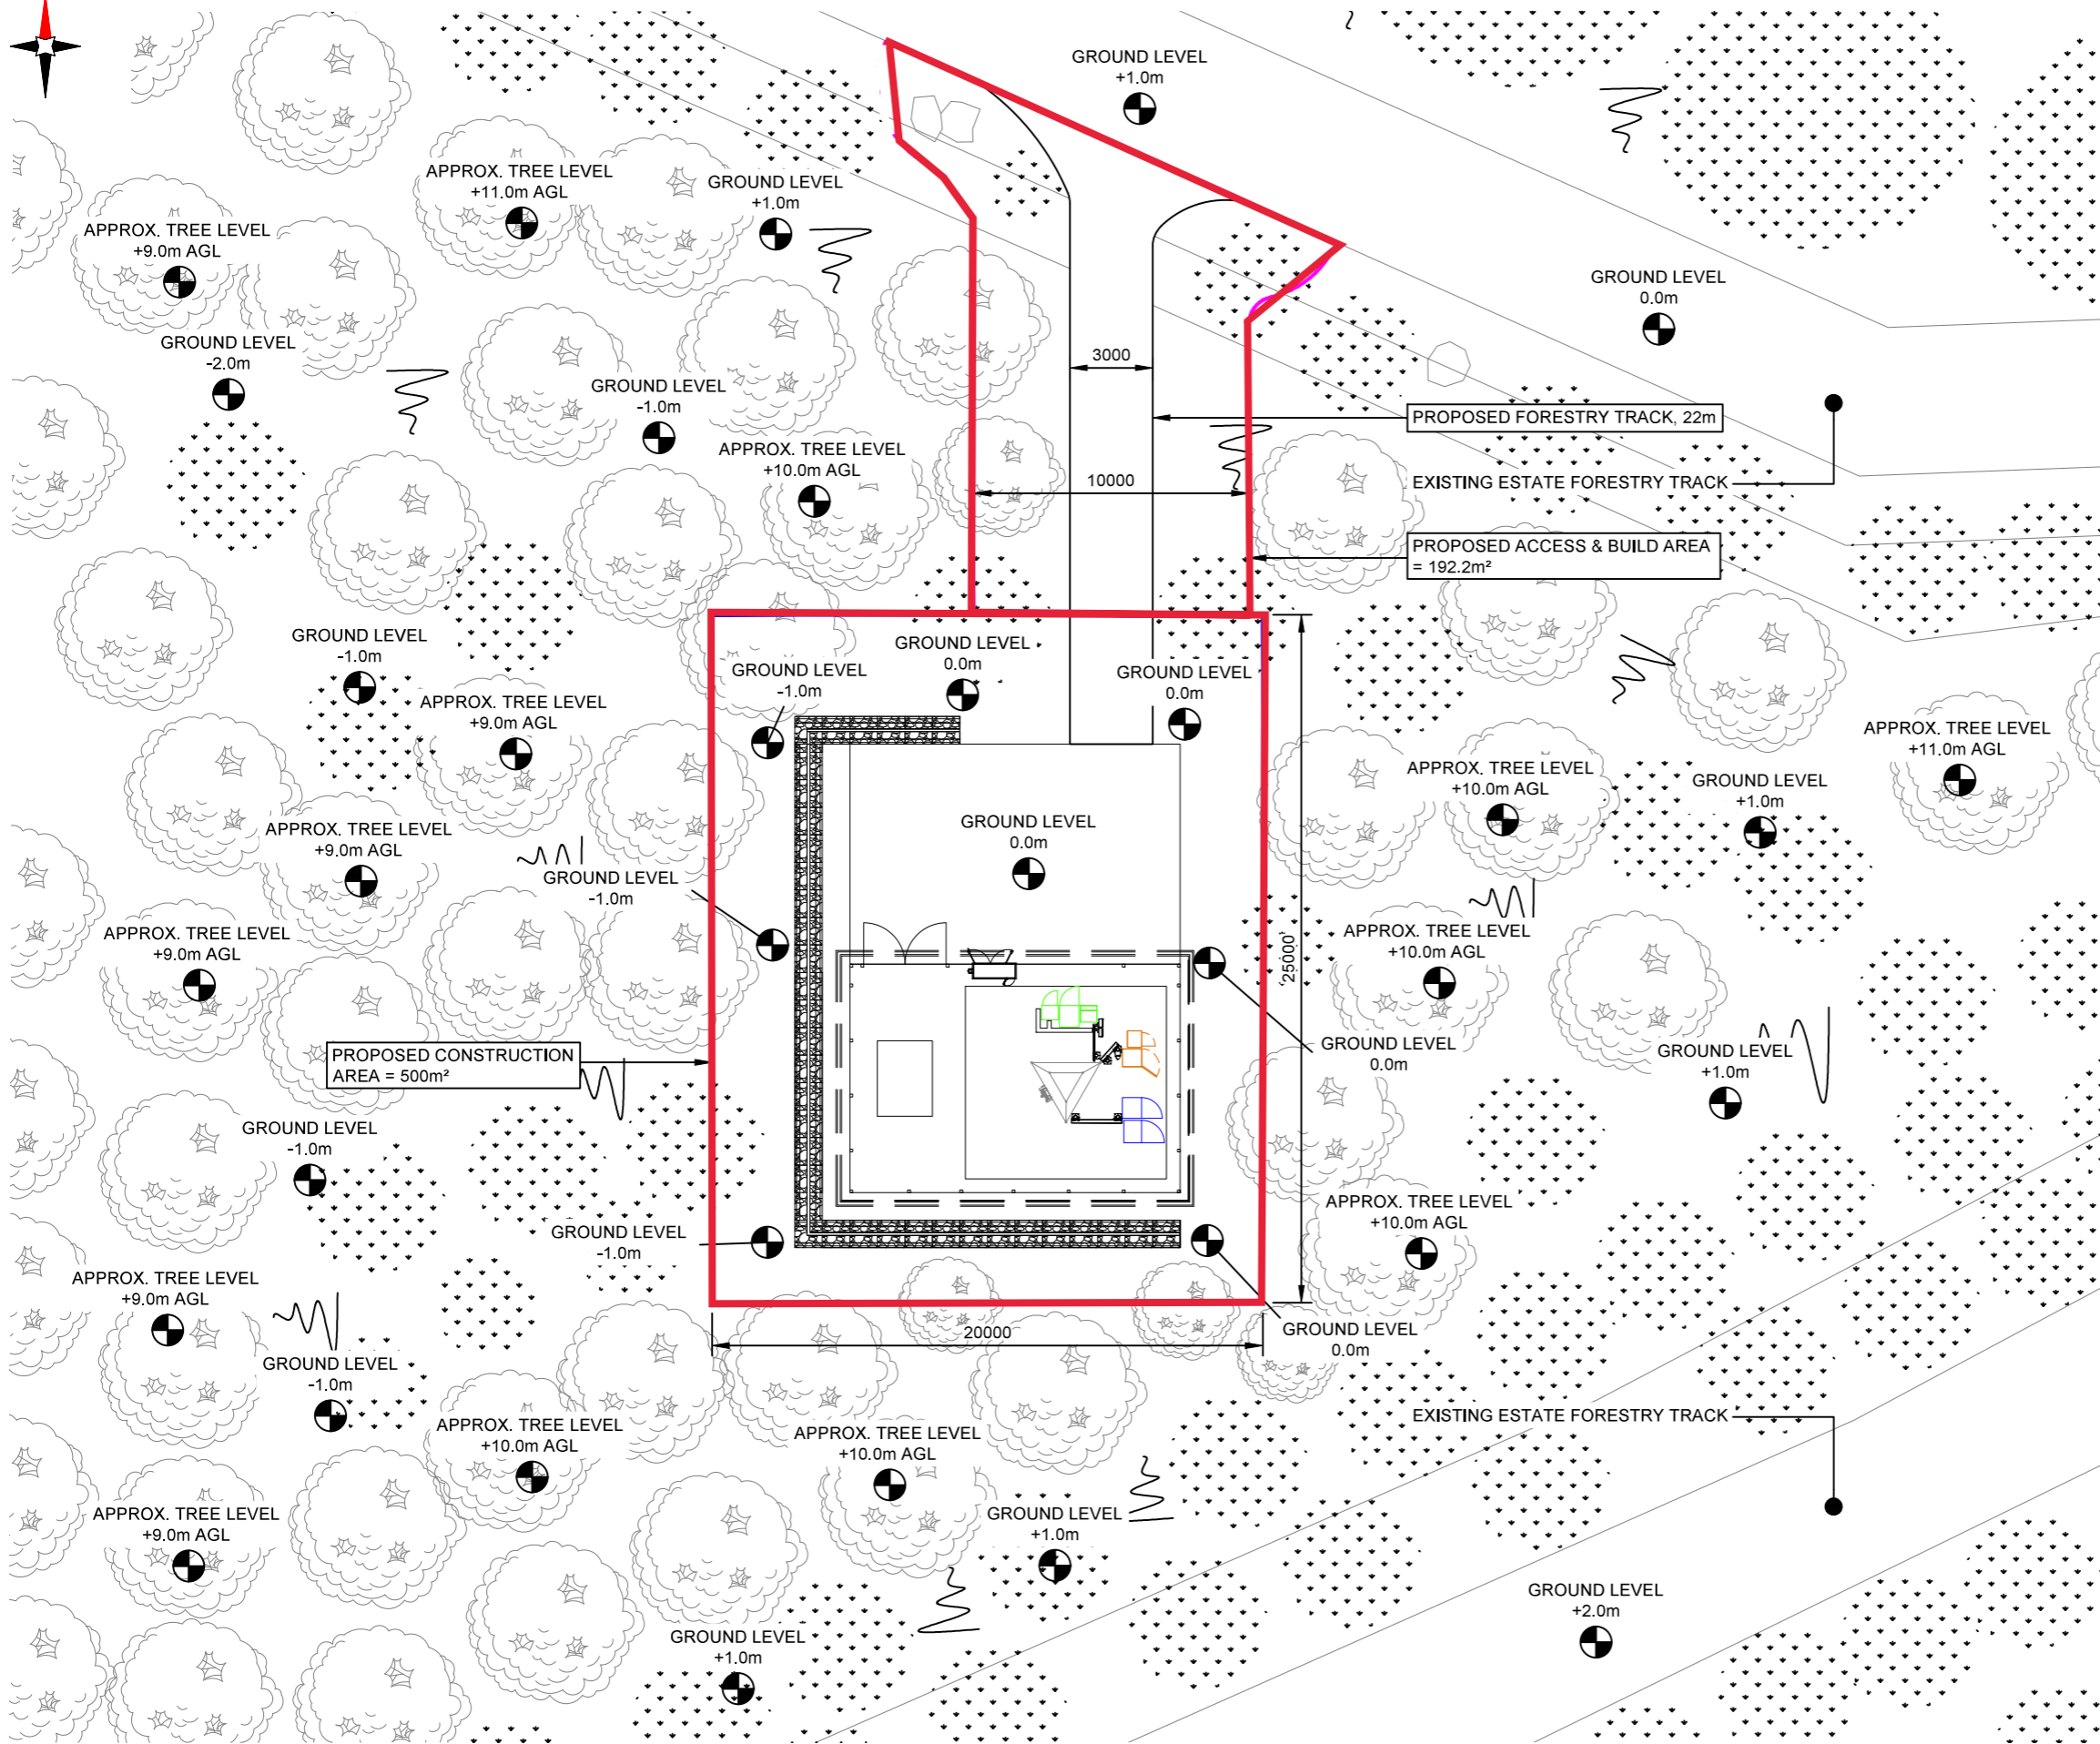 GROUND LEVEL
+1.0m
APPROX. TREE LEVEL
+11.0m AGL
GROUND LEVEL
+1.0m
APPROX. TREE LEVEL
+9.0m AGL
GROUND LEVEL
0.0m
GROUND LEVEL
-2.0m
3000
GROUND LEVEL
-1.0m
PROPOSED FORESTRY TRACK, 22m
APPROX. TREE LEVEL
+10.0m AGL
10000
EXISTING ESTATE FORESTRY TRACK
PROPOSED ACCESS & BUILD AREA
= 192.2m²
GROUND LEVEL
-1.0m
GROUND LEVEL
0.0m
GROUND LEVEL
-1.0m
GROUND LEVEL
0.0m
APPROX. TREE LEVEL
+9.0m AGL
APPROX. TREE LEVEL
+11.0m AGL
APPROX. TREE LEVEL
+10.0m AGL
GROUND LEVEL
+1.0m
GROUND LEVEL
0.0m
APPROX. TREE LEVEL
+9.0m AGL
GROUND LEVEL
-1.0m
APPROX. TREE LEVEL
+9.0m AGL
APPROX. TREE LEVEL
+10.0m AGL
25000
GROUND LEVEL
0.0m
GROUND LEVEL
+1.0m
PROPOSED CONSTRUCTION
AREA = 500m²
GROUND LEVEL
-1.0m
APPROX. TREE LEVEL
+10.0m AGL
GROUND LEVEL
-1.0m
APPROX. TREE LEVEL
+9.0m AGL
20000
GROUND LEVEL
0.0m
GROUND LEVEL
-1.0m
EXISTING ESTATE FORESTRY TRACK
APPROX. TREE LEVEL
+10.0m AGL
APPROX. TREE LEVEL
+10.0m AGL
APPROX. TREE LEVEL
+9.0m AGL
GROUND LEVEL
+1.0m
GROUND LEVEL
+2.0m
GROUND LEVEL
+1.0m